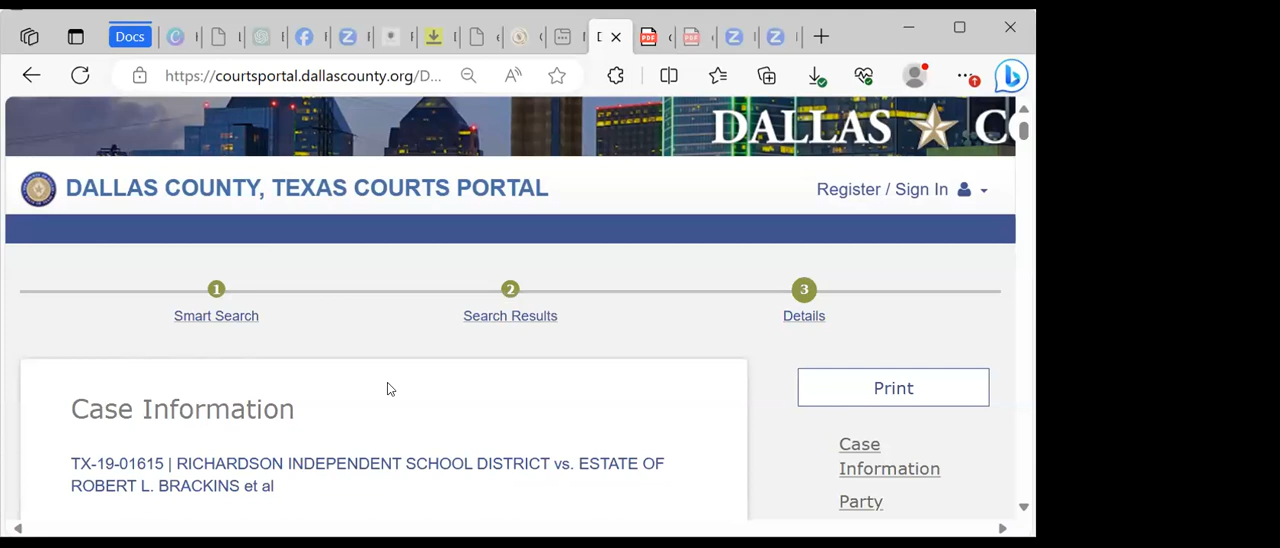 Docs
https://courtsportal.dallascounty.org/D...
DALLAS CO
DALLAS COUNTY, TEXAS COURTS PORTAL
Register / Sign In
1
2
3
Smart Search
Search Results
Details
Case Information
Print
TX-19-01615 | RICHARDSON INDEPENDENT SCHOOL DISTRICT vs. ESTATE OF
ROBERT L. BRACKINS et al
Case
Information
Party